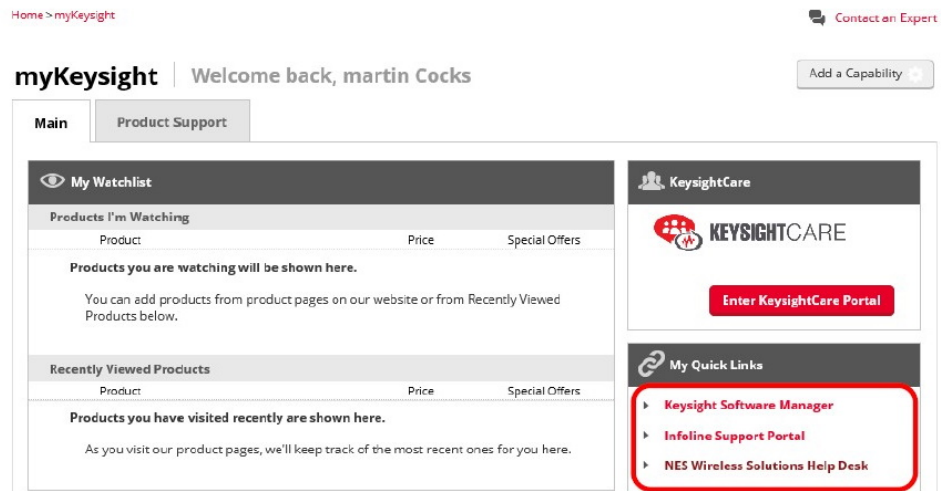 Home > myKeysight
Contact an Expert
myKeysight
Welcome back, martin Cocks
Add a Capability
Main
Product Support
My Watchlist
Products I'm Watching
Product Price Special Offers
Products you are watching will be shown here.
You can add products from product pages on our website or from Recently Viewed
Products below.
Recently Viewed Products
Product Price Special Offers
Products you have visited recently are shown here.
As you visit our product pages, we'll keep track of the most recent ones for you here.
KeysightCare
KEYSIGHTCARE
Enter KeysightCare Portal
My Quick Links
Keysight Software Manager
Infoline Support Portal
NES Wireless Solutions Help Desk